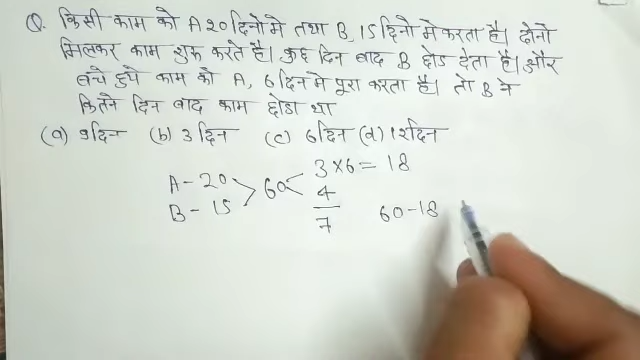 Q. किसी काम को A 20 दिनो मे तथा B, 15 दिनो मे करता है। दोनो
मिलकर काम शुरू करते है। कुछ दिन बाद B छोड देता है। और
बचे हुये काम को A, 6 दिन मे पूरा करता है। तो B ने
कितने दिन बाद काम छोडा था
(a) 9 दिन (b) 3 दिन (c) 6 दिन (d) 12 दिन
A - 20 > 60 < 3 × 6 = 18
B - 15 4
7 60 - 18